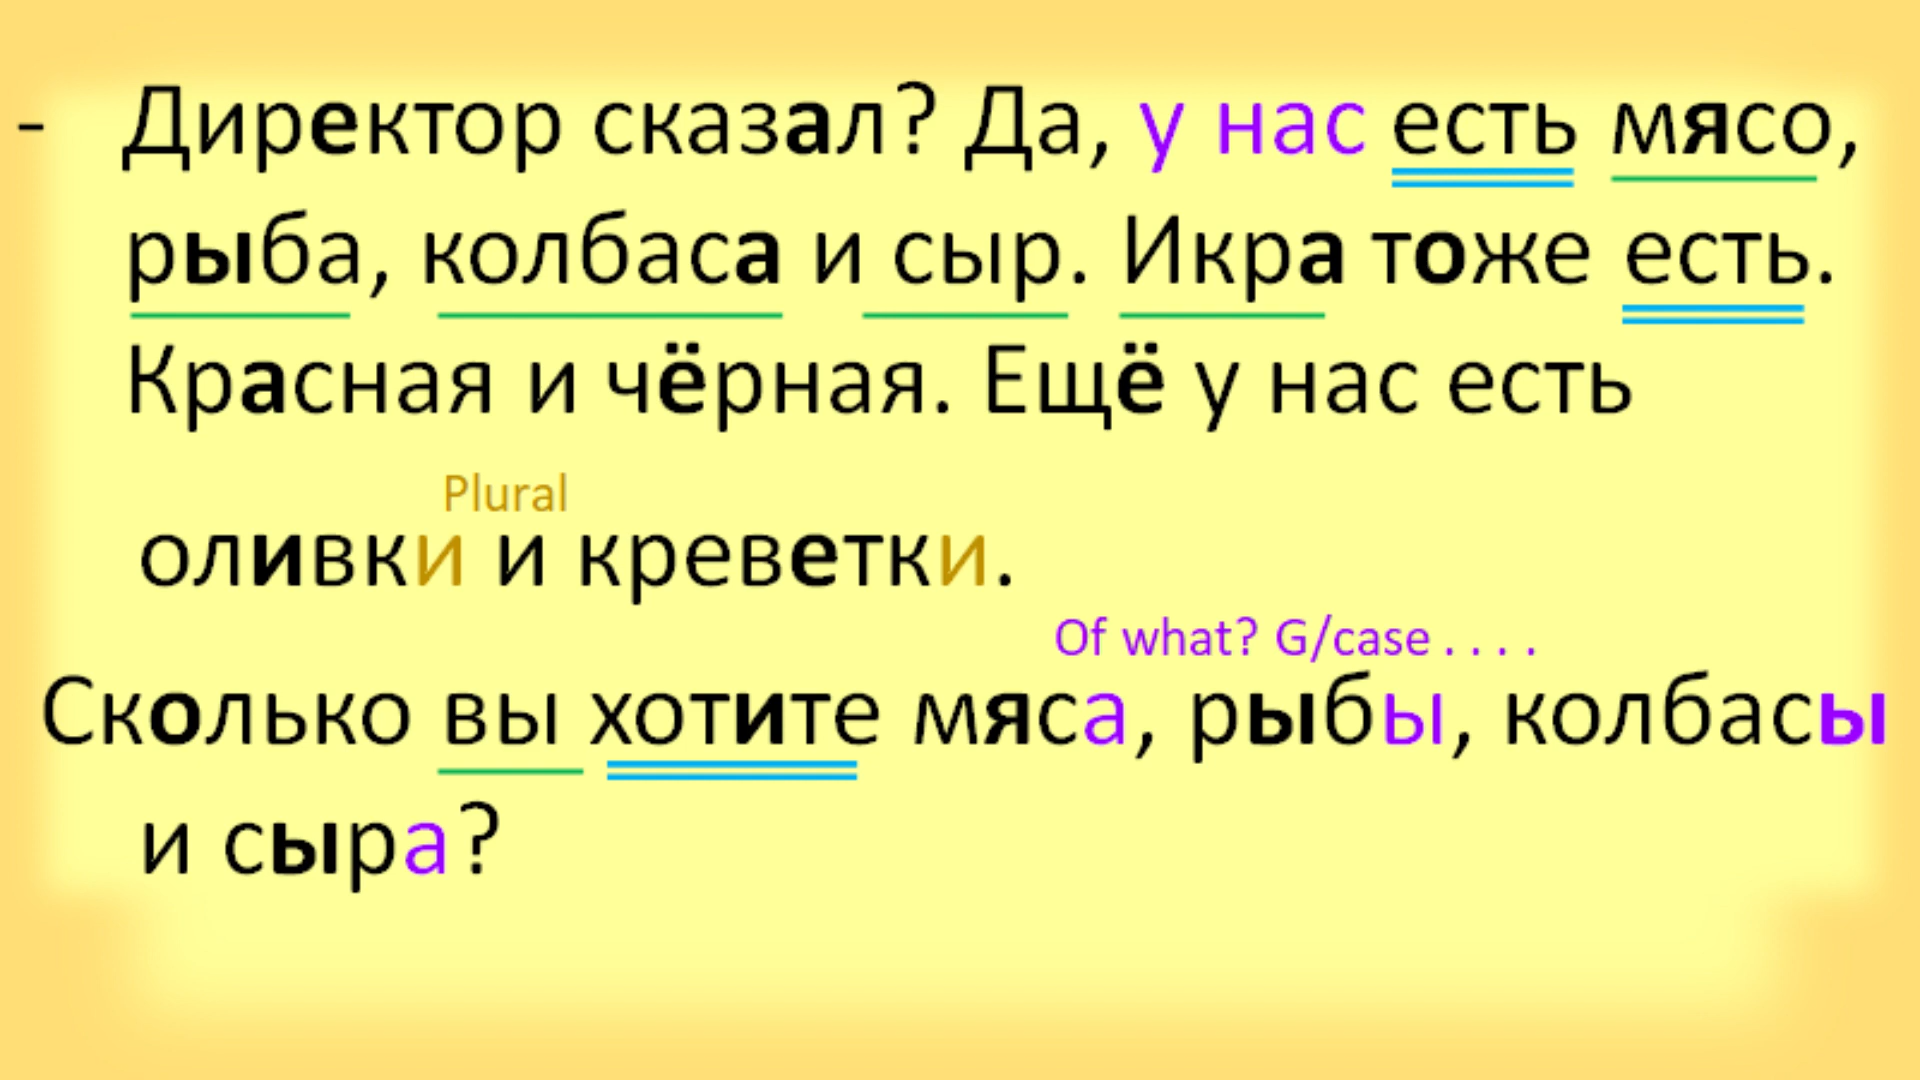 - Директор сказал? Да, у нас есть мясо,
рыба, колбаса и сыр. Икра тоже есть.
Красная и чёрная. Ещё у нас есть
Plural
оливки и креветки.
Of what? G/case . . . .
Сколько вы хотите мяса, рыбы, колбасы
и сыра?